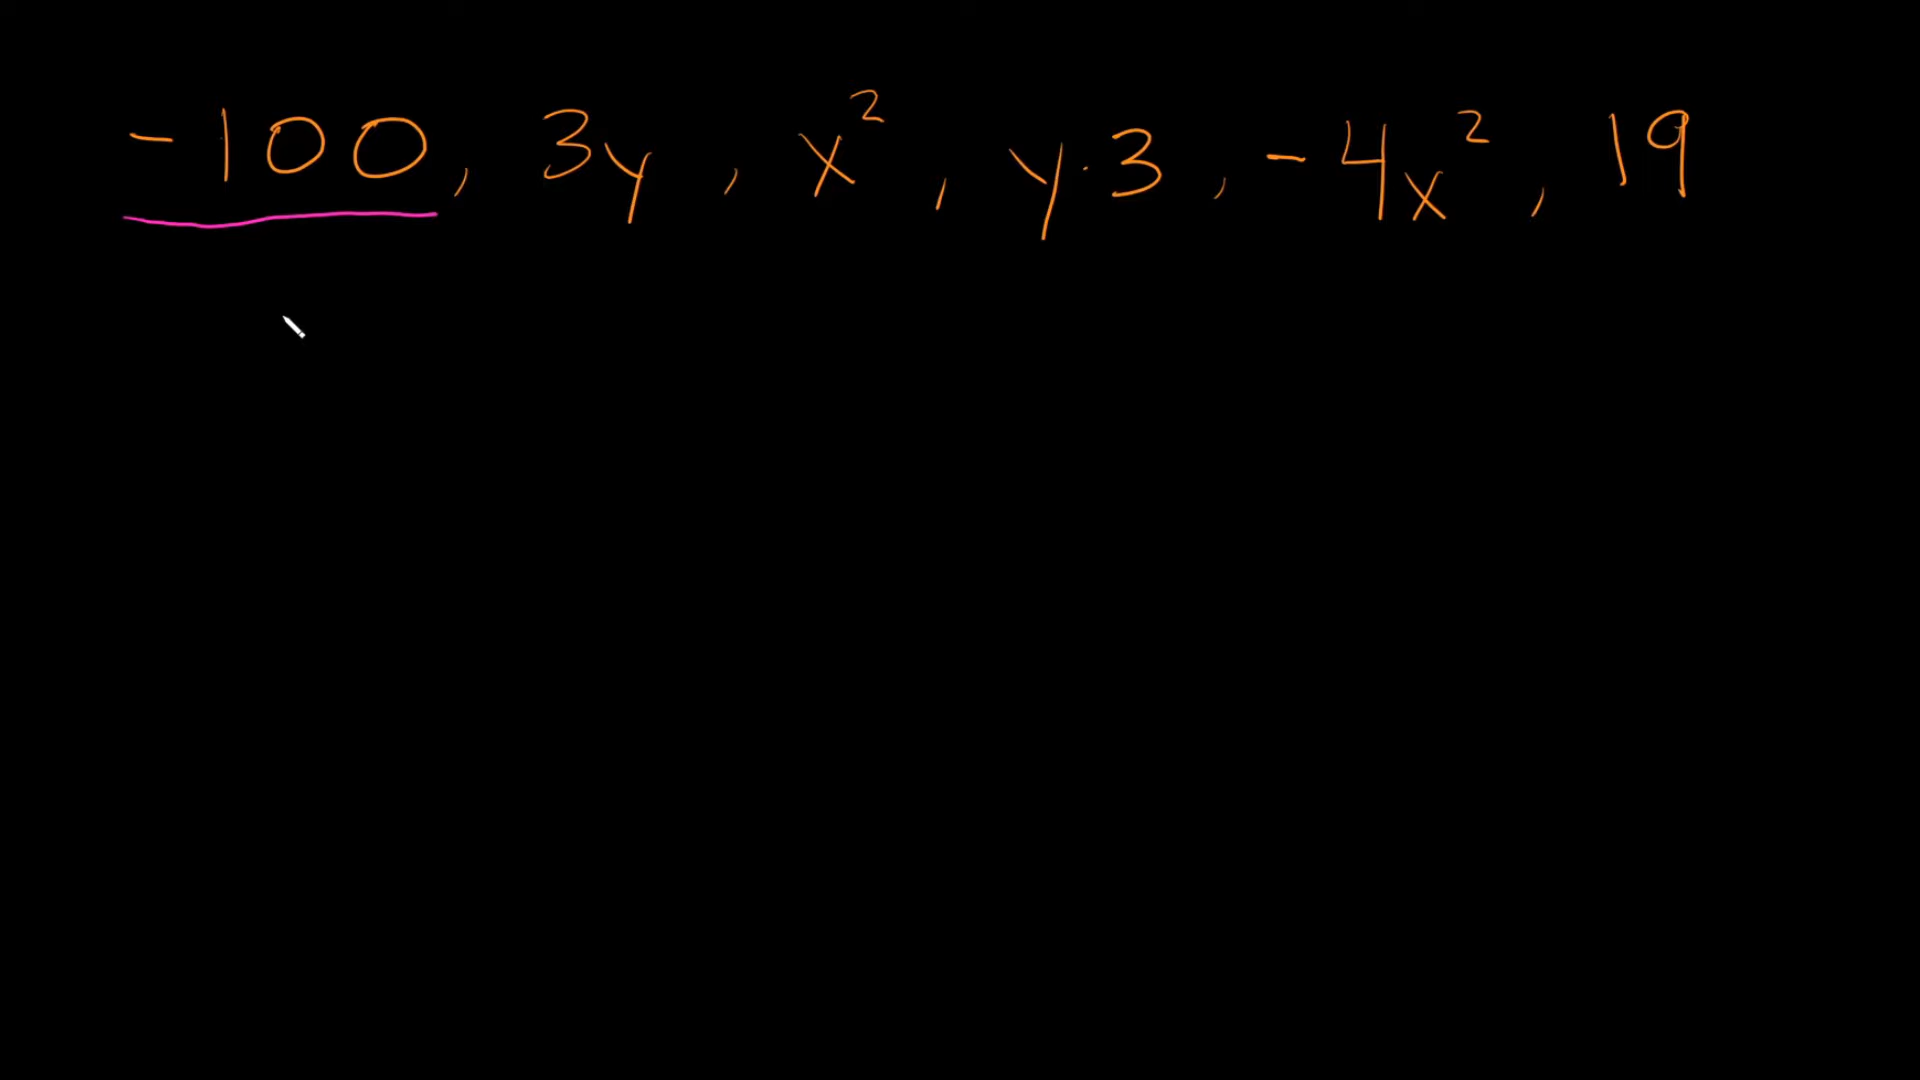 -100, 3y, x², y·3, -4x², 19